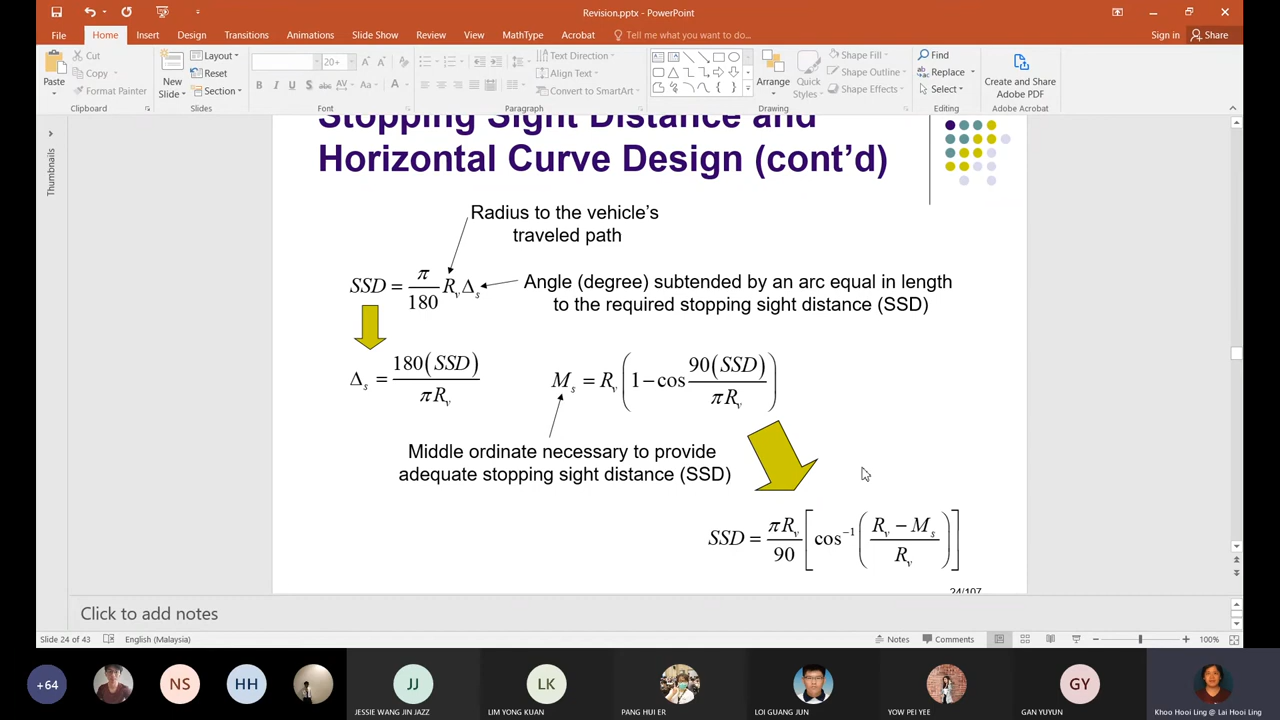 Revision.pptx - PowerPoint
File Home Insert Design Transitions Animations Slide Show Review View MathType Acrobat Tell me what you want to do... Sign in Share
Paste
Cut
Copy
Format Painter
Clipboard
New
Slide
Layout
Reset
Section
Slides
20+
B I U S abc AV Aa A
Font
Text Direction
Align Text
Convert to SmartArt
Paragraph
Arrange
Quick
Styles
Shape Fill
Shape Outline
Shape Effects
Drawing
Find
Replace
Select
Editing
Create and Share
Adobe PDF
Adobe Acrobat
Thumbnails
Stopping Sight Distance and
Horizontal Curve Design (cont'd)
Radius to the vehicle's
traveled path
SSD = π/180 R_v Δ_s
Angle (degree) subtended by an arc equal in length
to the required stopping sight distance (SSD)
Δ_s = 180(SSD)/πR_v
M_s = R_v (1 − cos 90(SSD)/πR_v)
Middle ordinate necessary to provide
adequate stopping sight distance (SSD)
SSD = πR_v/90 [cos⁻¹ ((R_v − M_s)/R_v)]
24/107
Click to add notes
Slide 24 of 43 English (Malaysia) Notes Comments 100%
+64 NS HH JJ LK GY
JESSIE WANG JIN JAZZ LIM YONG KUAN PANG HUI ER LOI GUANG JUN YOW PEI YEE GAN YUYUN Khoo Hooi Ling @ Lai Hooi Ling